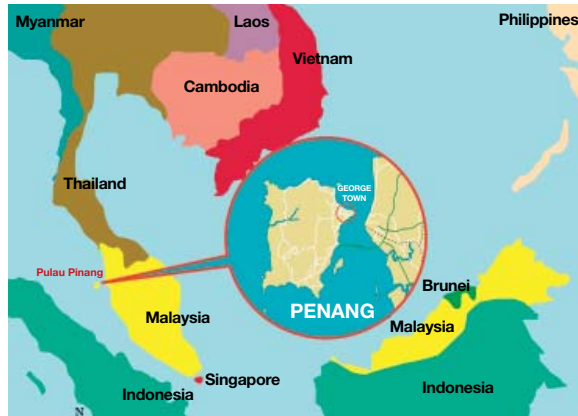 Myanmar
Laos
Philippines
Vietnam
Cambodia
Thailand
GEORGE
TOWN
Pulau Pinang
PENANG
Brunei
Malaysia
Malaysia
Singapore
Indonesia
Indonesia
N